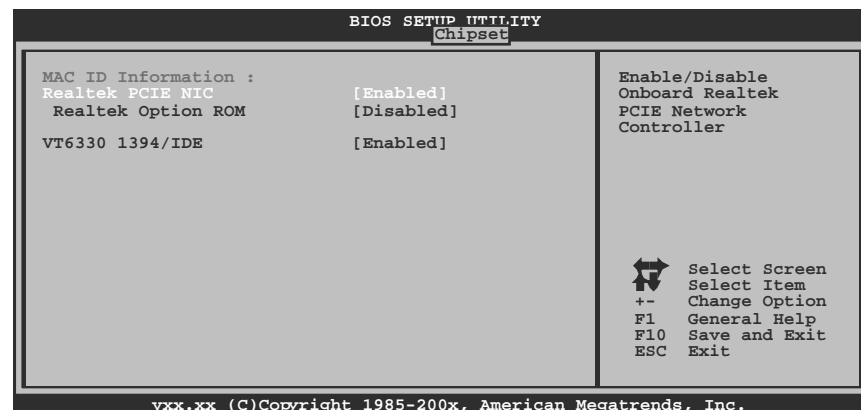 BIOS SETUP UTILITY
Chipset
MAC ID Information :
Realtek PCIE NIC [Enabled]
Realtek Option ROM [Disabled]
VT6330 1394/IDE [Enabled]
Enable/Disable
Onboard Realtek
PCIE Network
Controller
Select Screen
Select Item
+- Change Option
F1 General Help
F10 Save and Exit
ESC Exit
vxx.xx (C)Copyright 1985-200x, American Megatrends, Inc.